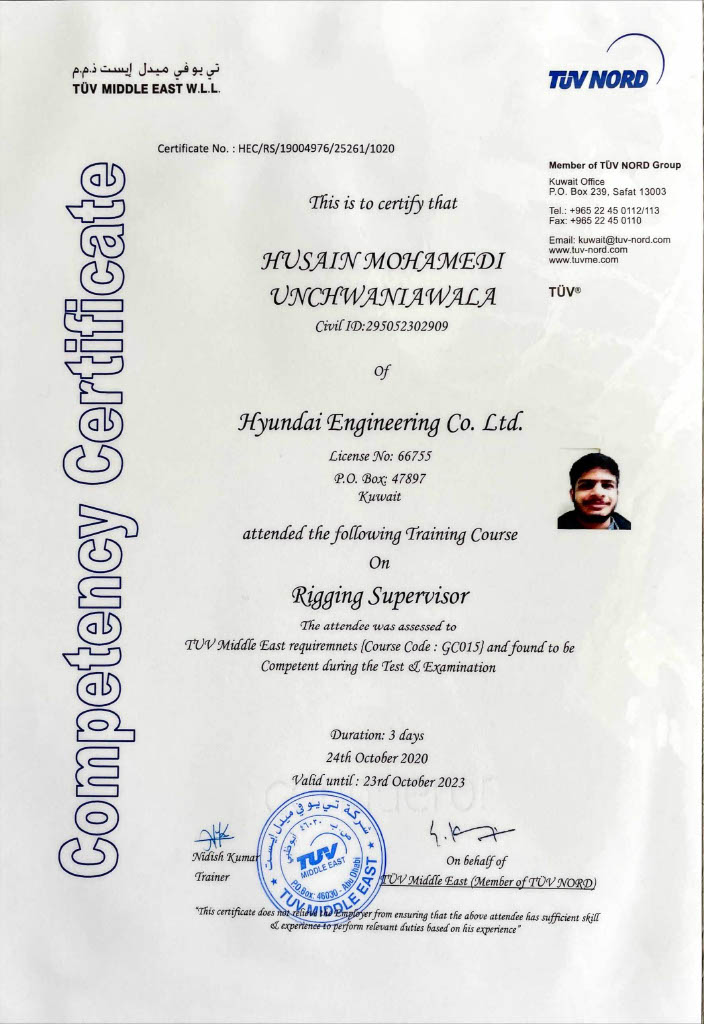 تي يو في ميدل إيست ذ.م.م
TÜV MIDDLE EAST W.L.L.
TÜV NORD
Certificate No. : HEC/RS/19004976/25261/1020
Member of TÜV NORD Group
Kuwait Office
P.O. Box 239, Safat 13003
Tel.: +965 22 45 0112/113
Fax: +965 22 45 0110
Email: kuwait@tuv-nord.com
www.tuv-nord.com
www.tuvme.com
TÜV®
Competency Certificate
This is to certify that
HUSAIN MOHAMEDI
UNCHWANIAWALA
Civil ID:295052302909
Of
Hyundai Engineering Co. Ltd.
License No: 66755
P.O. Box: 47897
Kuwait
attended the following Training Course
On
Rigging Supervisor
The attendee was assessed to
TUV Middle East requiremnets [Course Code : GC015] and found to be
Competent during the Test & Examination
Duration: 3 days
24th October 2020
Valid until : 23rd October 2023
Nidish Kumar
Trainer
شركة تي يو في ميدل إيست
ص ب ٤٦٠٣٠ أبوظبي
TUV
MIDDLE EAST
P.O.Box: 46030 - Abu Dhabi
TUV MIDDLE EAST
On behalf of
TÜV Middle East (Member of TÜV NORD)
"This certificate does not relieve the Employer from ensuring that the above attendee has sufficient skill
& experience to perform relevant duties based on his experience"